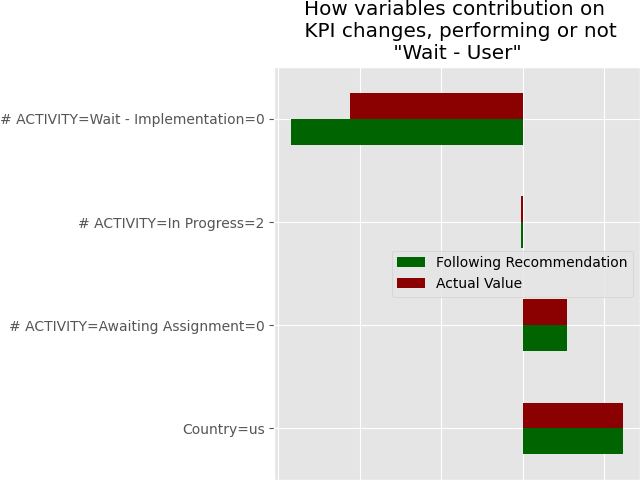 How variables contribution on
KPI changes, performing or not
"Wait - User"
# ACTIVITY=Wait - Implementation=0
# ACTIVITY=In Progress=2
Following Recommendation
Actual Value
# ACTIVITY=Awaiting Assignment=0
Country=us